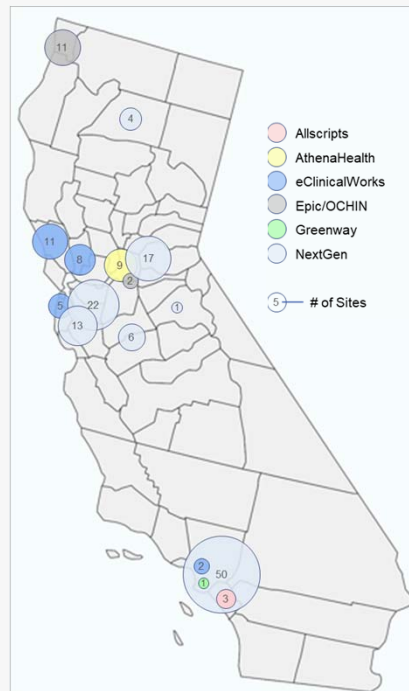 11
4
Allscripts
AthenaHealth
eClinicalWorks
Epic/OCHIN
Greenway
NextGen
5 # of Sites
11
8
9
17
2
5
22
1
13
6
2
50
1
3